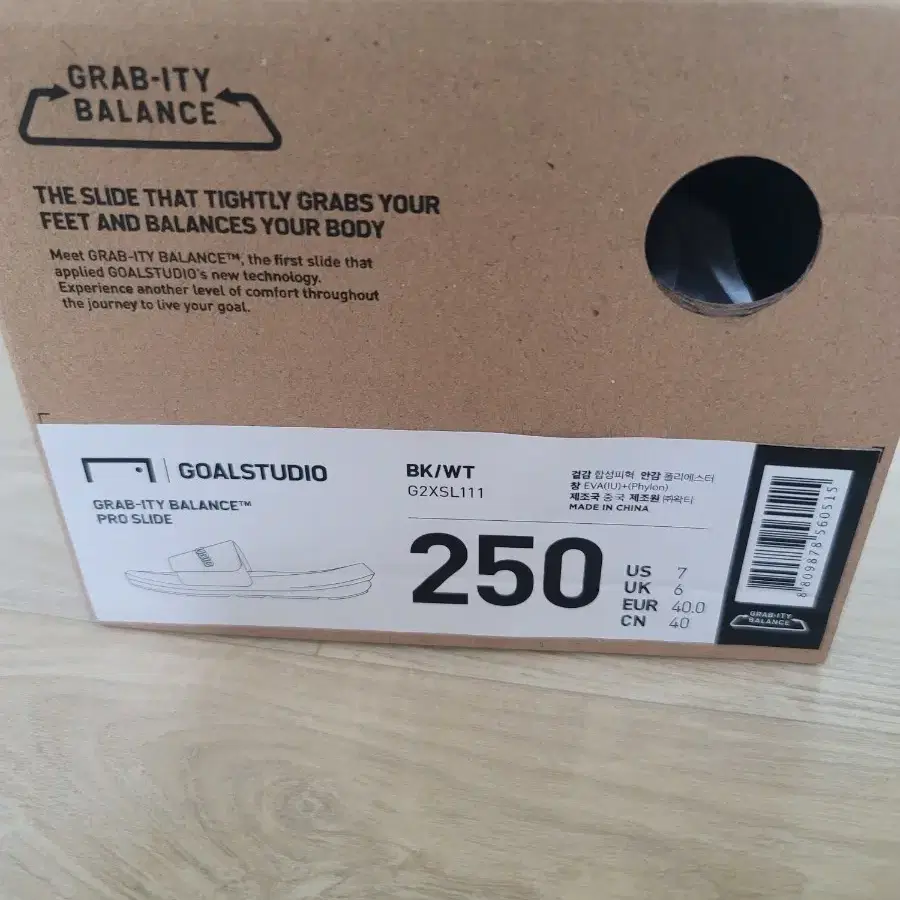 GRAB-ITY
BALANCE
THE SLIDE THAT TIGHTLY GRABS YOUR
FEET AND BALANCES YOUR BODY
Meet GRAB-ITY BALANCE™, the first slide that
applied GOALSTUDIO's new technology.
Experience another level of comfort throughout
the journey to live your goal.
GOALSTUDIO
GRAB-ITY BALANCE™
PRO SLIDE
BK/WT
G2XSL111
겉감 합성피혁 안감 폴리에스터
창 EVA(IU)+(Phylon)
제조국 중국 제조원 ㈜왁티
MADE IN CHINA
250
US 7
UK 6
EUR 40.0
CN 40
8 809878 560515
GRAB-ITY
BALANCE